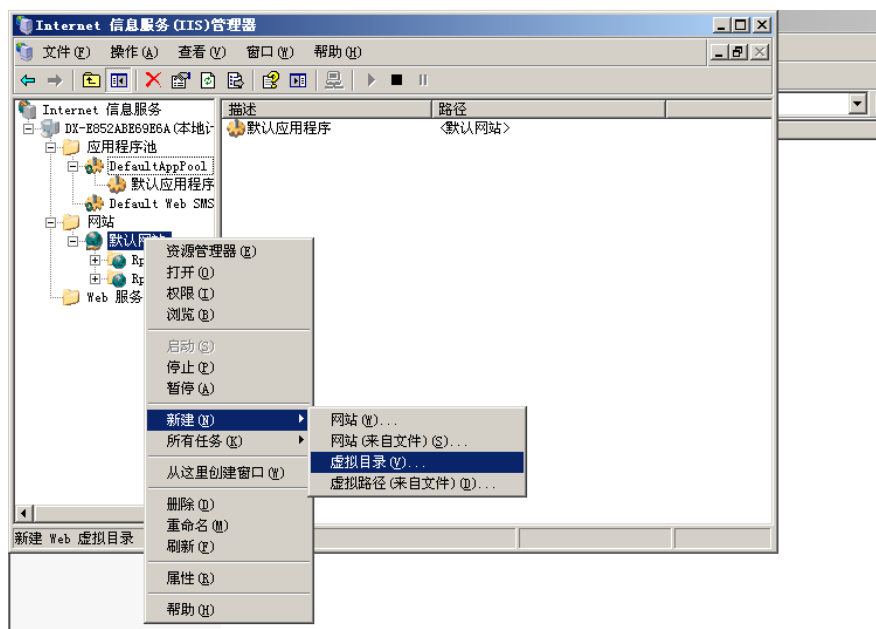 Internet 信息服务(IIS)管理器
文件(F) 操作(A) 查看(V) 窗口(W) 帮助(H)
Internet 信息服务
描述 路径
DX-E852ABE69E6A(本地计
默认应用程序 <默认网站>
应用程序池
DefaultAppPool
默认应用程序
Default Web SMS
网站
默认网站
Rp
Rp
Web 服务
资源管理器(E)
打开(O)
权限(I)
浏览(B)
启动(S)
停止(P)
暂停(A)
新建(N)
所有任务(K)
从这里创建窗口(W)
删除(D)
重命名(M)
刷新(F)
属性(R)
帮助(H)
网站(W)...
网站(来自文件)(S)...
虚拟目录(V)...
虚拟路径(来自文件)(D)...
新建 Web 虚拟目录